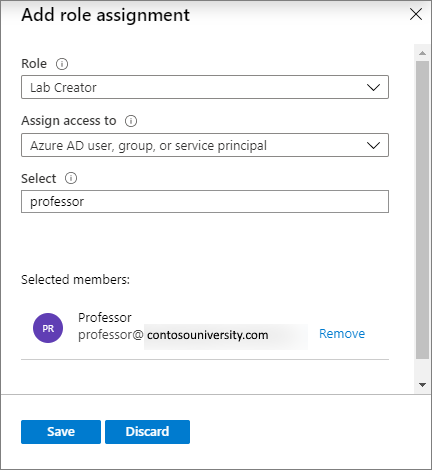 Add role assignment
Role
Lab Creator
Assign access to
Azure AD user, group, or service principal
Select
professor
Selected members:
PR
Professor
professor@ contosouniversity.com
Remove
Save
Discard